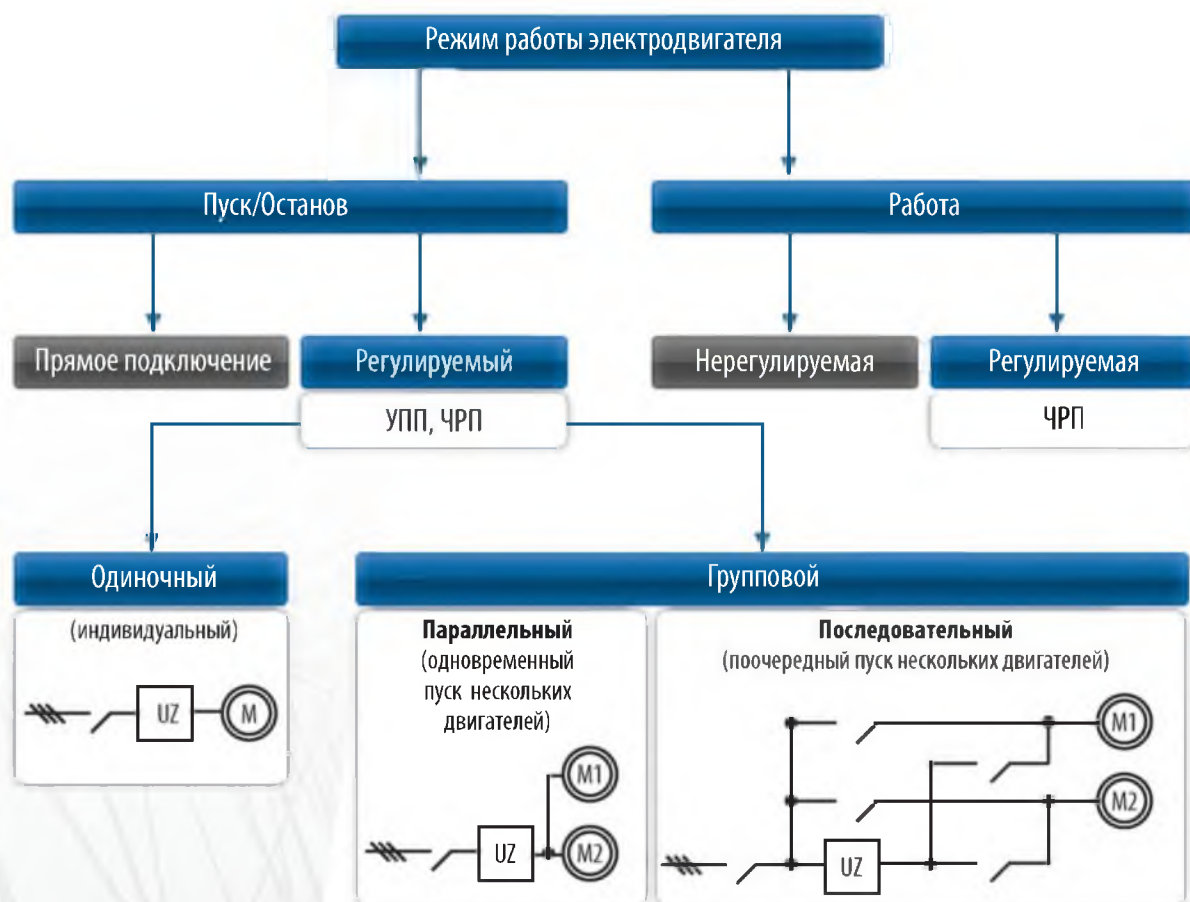 Режим работы электродвигателя
Пуск/Останов
Работа
Прямое подключение
Регулируемый
Нерегулируемая
Регулируемая
УПП, ЧРП
ЧРП
Одиночный
Групповой
(индивидуальный)
UZ
M
Параллельный
(одновременный
пуск нескольких
двигателей)
M1
UZ
M2
Последовательный
(поочередный пуск нескольких двигателей)
M1
M2
UZ